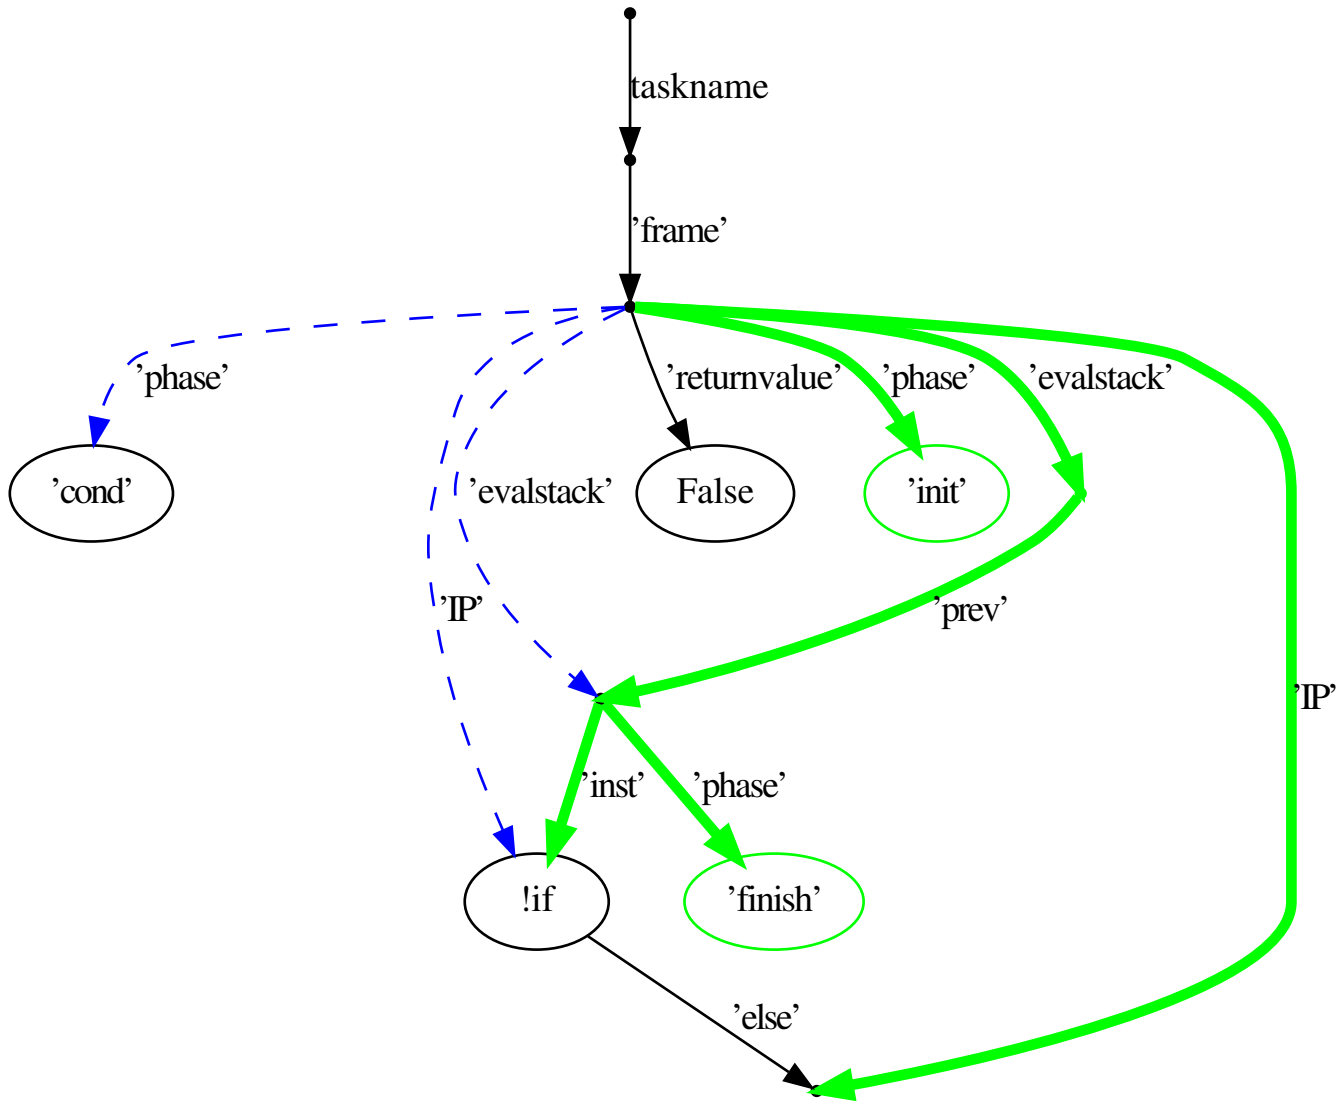 taskname
’frame’
’phase’
’returnvalue’
’phase’
’evalstack’
’cond’
’evalstack’
False
’init’
’IP’
’prev’
’IP’
’inst’
’phase’
!if
’finish’
’else’